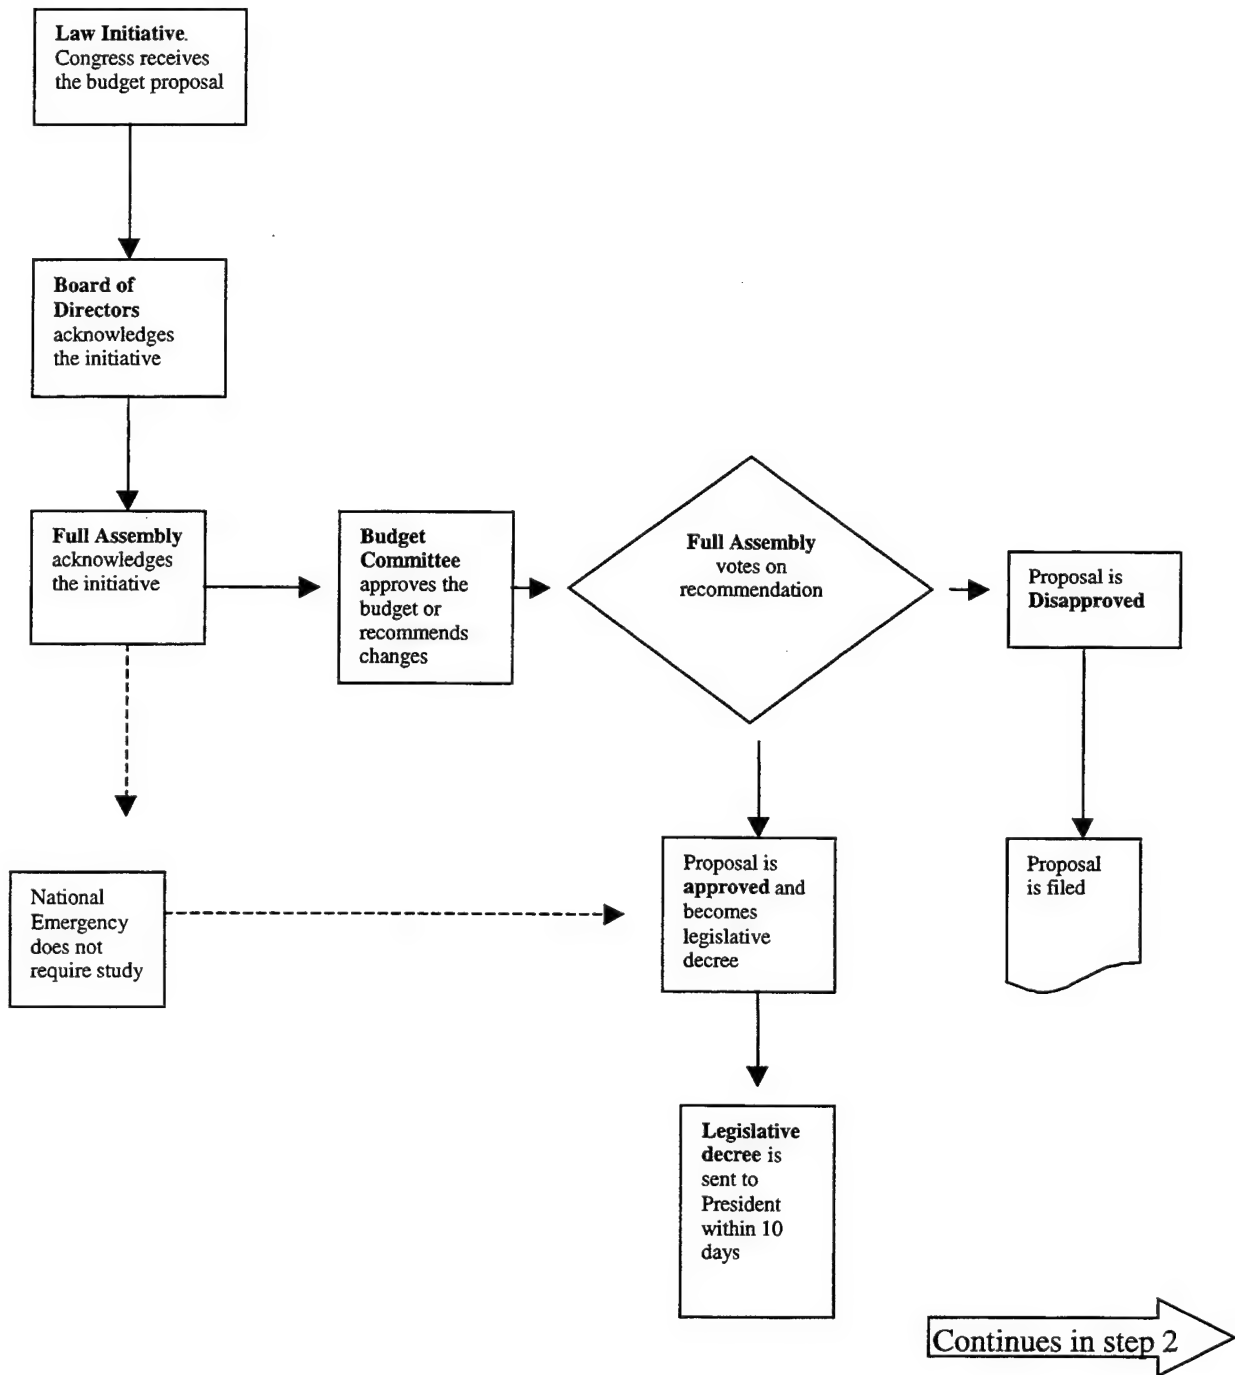 Law Initiative.
Congress receives
the budget proposal
Board of
Directors
acknowledges
the initiative
Full Assembly
acknowledges
the initiative
Budget
Committee
approves the
budget or
recommends
changes
Full Assembly
votes on
recommendation
Proposal is
Disapproved
National
Emergency
does not
require study
Proposal is
approved and
becomes
legislative
decree
Proposal
is filed
Legislative
decree is
sent to
President
within 10
days
Continues in step 2